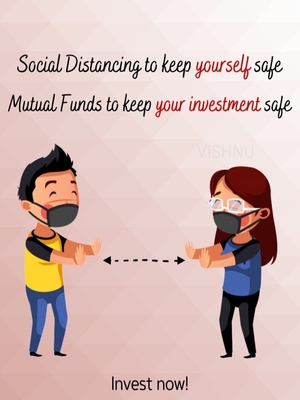 Social Distancing to keep yourself safe
Mutual Funds to keep your investment safe
VISHNU
Invest now!